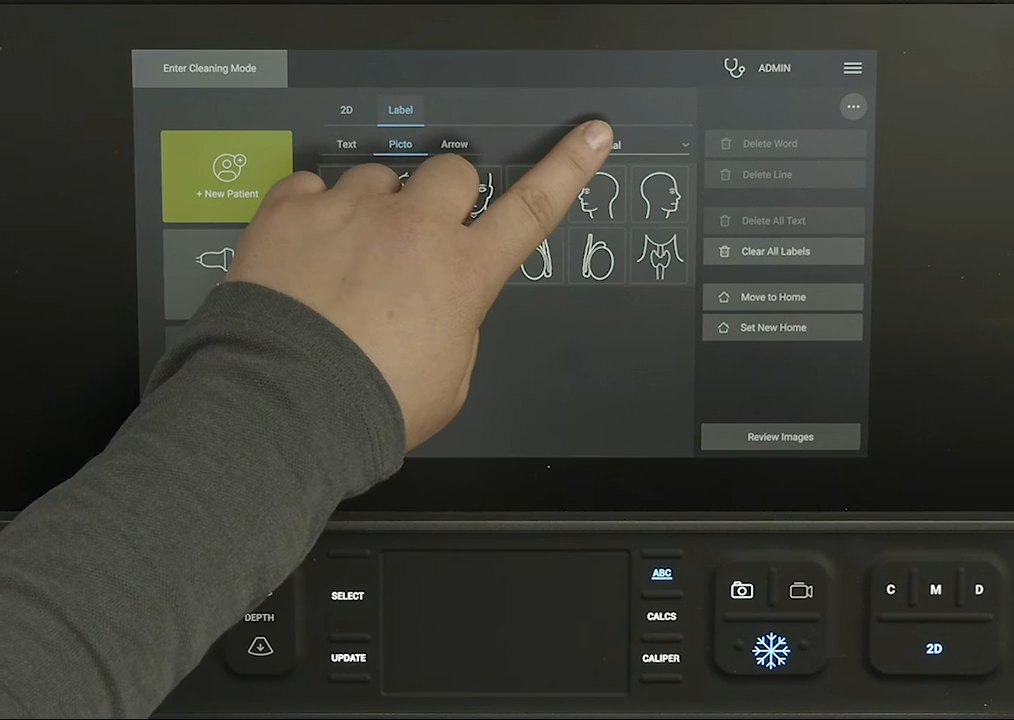 Enter Cleaning Mode
ADMIN
2D Label
Text Picto Arrow
+ New Patient
Delete Word
Delete Line
Delete All Text
Clear All Labels
Move to Home
Set New Home
Review Images
DEPTH
SELECT
UPDATE
ABC
CALCS
CALIPER
C M D
2D